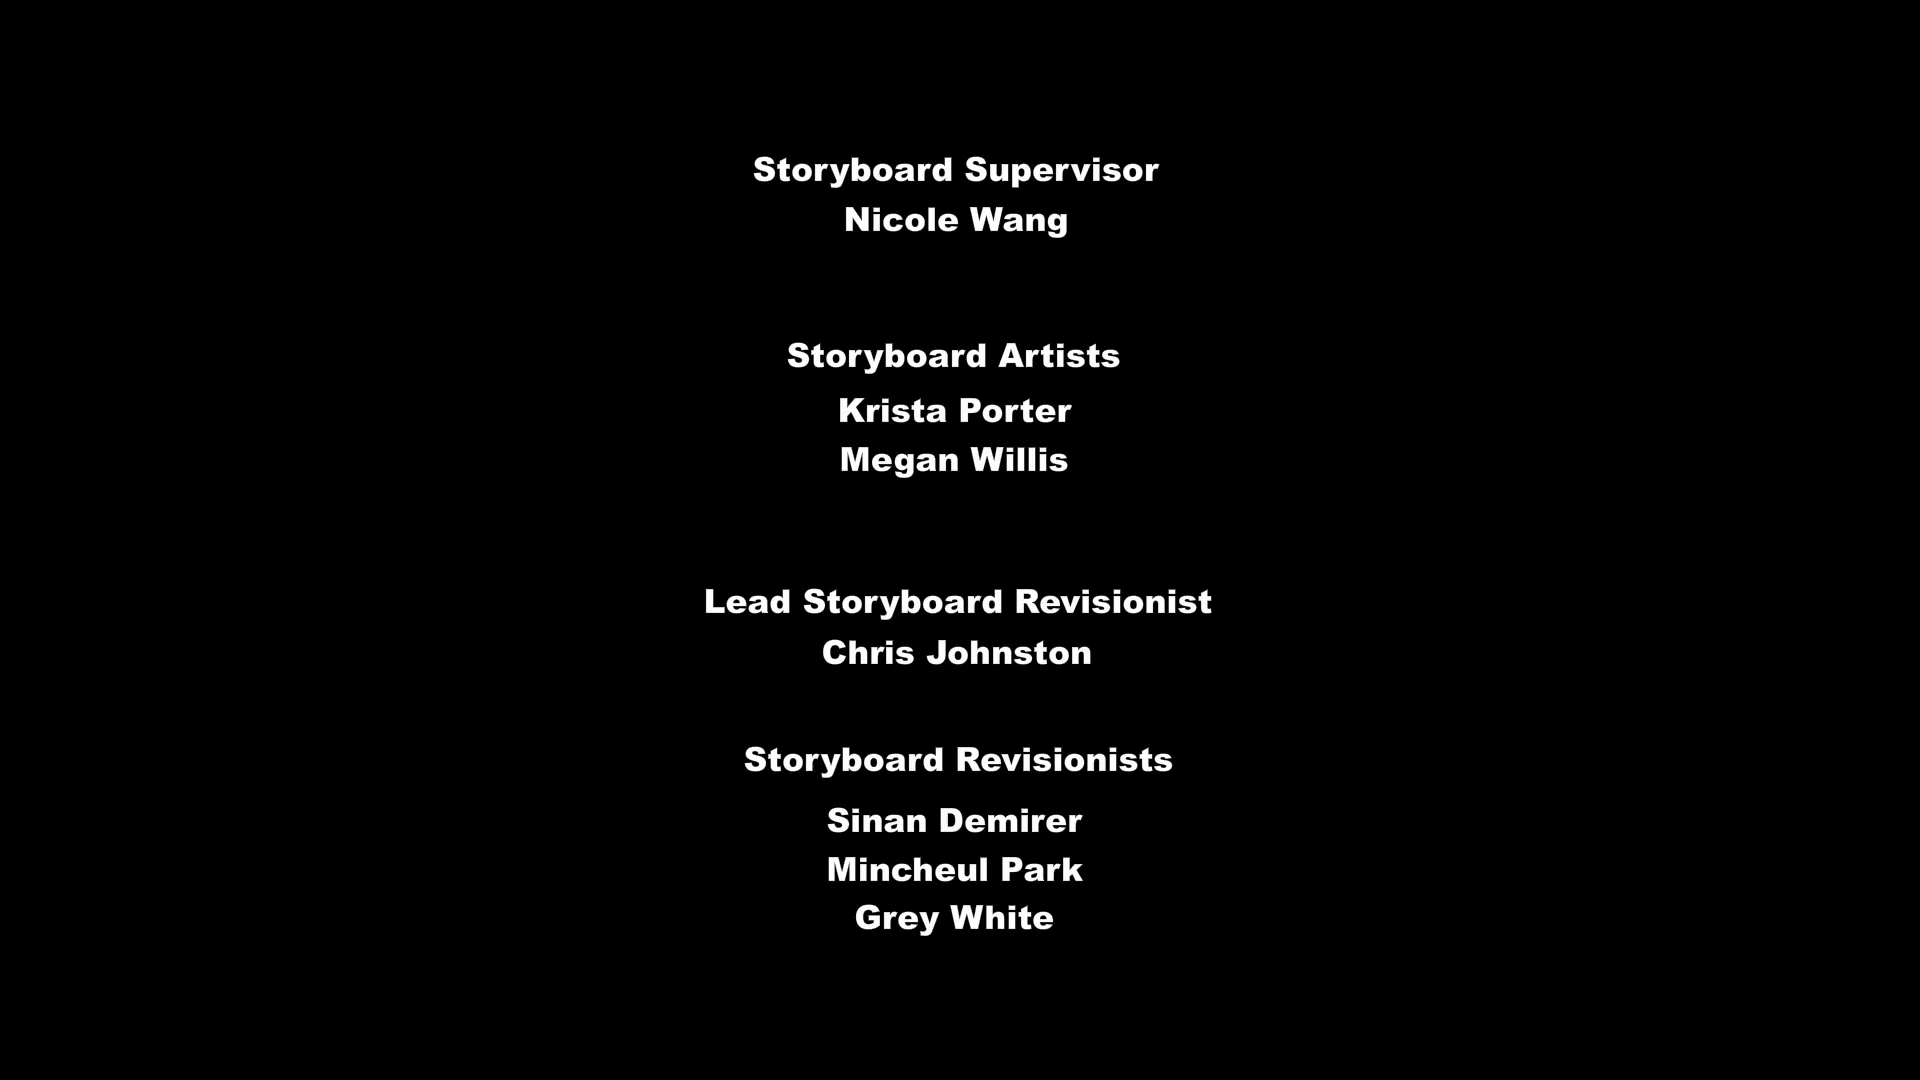 Storyboard Supervisor
Nicole Wang
Storyboard Artists
Krista Porter
Megan Willis
Lead Storyboard Revisionist
Chris Johnston
Storyboard Revisionists
Sinan Demirer
Mincheul Park
Grey White